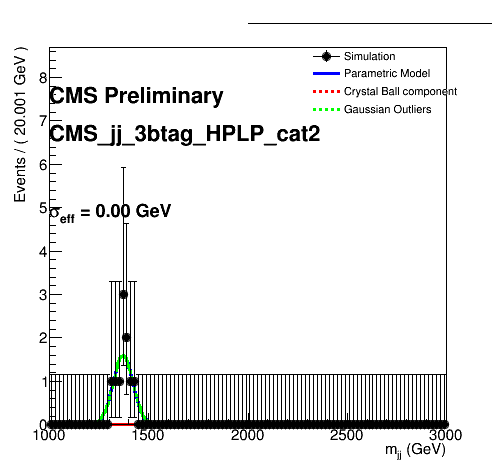 Simulation
Parametric Model
Crystal Ball component
Gaussian Outliers
CMS Preliminary
CMS_jj_3btag_HPLP_cat2
σeff = 0.00 GeV
Events / ( 20.001 GeV )
8
7
6
5
4
3
2
1
0
1000 1500 2000 2500 3000
mjj (GeV)